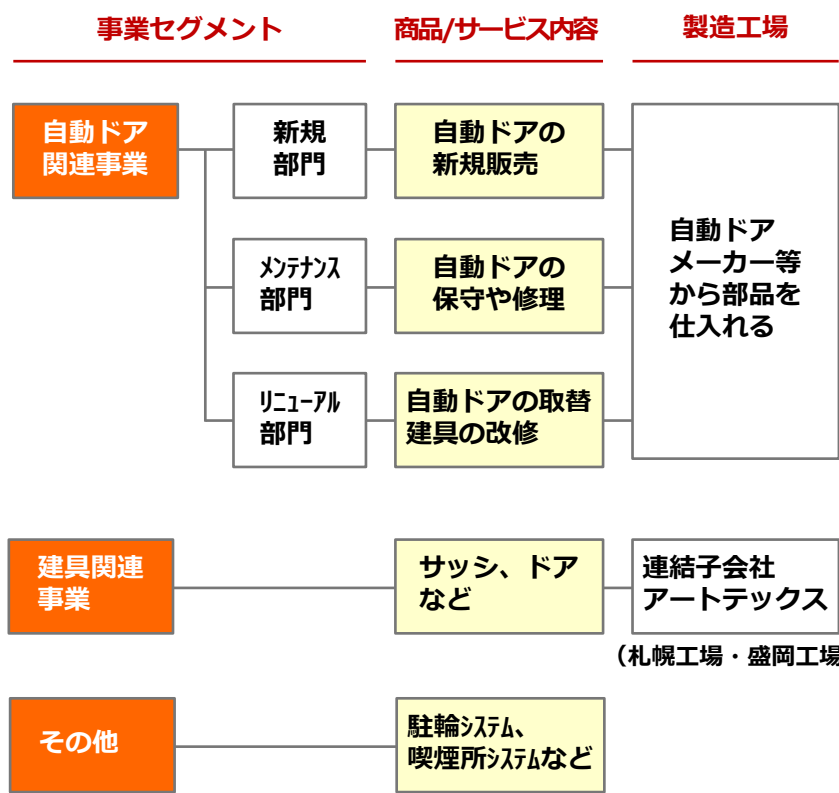 事業セグメント
商品/サービス内容
製造工場
自動ドア
関連事業
新規
部門
自動ドアの
新規販売
自動ドア
メーカー等
から部品を
仕入れる
メンテナンス
部門
自動ドアの
保守や修理
リニューアル
部門
自動ドアの取替
建具の改修
建具関連
事業
サッシ、ドア
など
連結子会社
アートテックス
（札幌工場・盛岡工場
その他
駐輪システム、
喫煙所システムなど